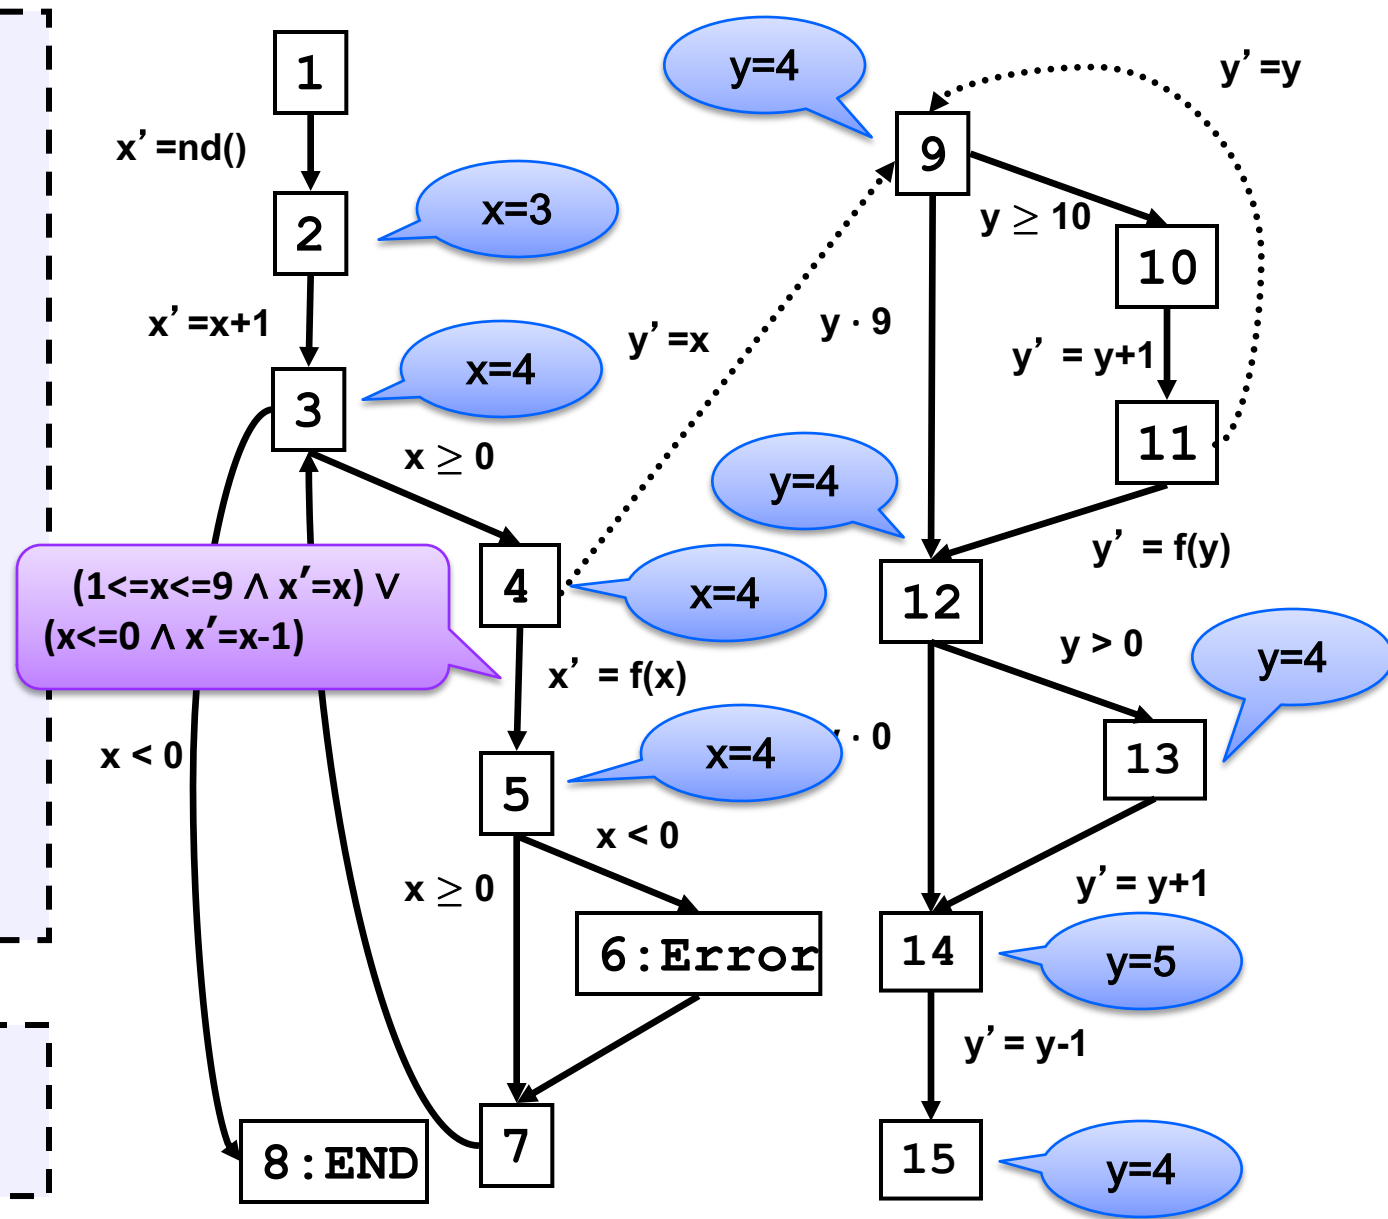 1
x'=nd()
2
x=3
x'=x+1
3
x=4
x ≥ 0
4
x=4
(1<=x<=9 ∧ x'=x) ∨
(x<=0 ∧ x'=x-1)
x' = f(x)
5
x=4
x < 0
x < 0
x ≥ 0
6:Error
7
8:END
y'=x
y=4
9
y'=y
y ≥ 10
10
y · 9
y' = y+1
11
y=4
y' = f(y)
12
y > 0
y=4
· 0
13
y' = y+1
14
y=5
y' = y-1
15
y=4